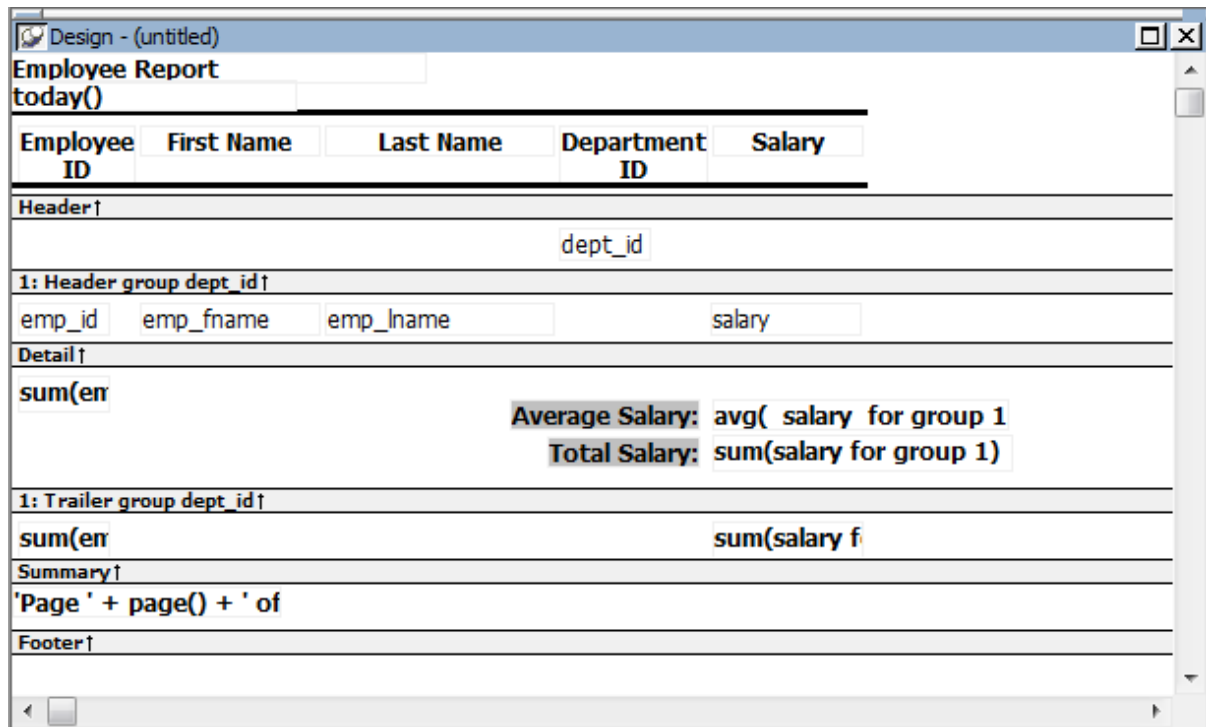 Design - (untitled)
Employee Report
today()
Employee ID First Name Last Name Department ID Salary
Header↑
dept_id
1: Header group dept_id↑
emp_id emp_fname emp_lname salary
Detail↑
sum(em
Average Salary: avg( salary for group 1
Total Salary: sum(salary for group 1)
1: Trailer group dept_id↑
sum(em sum(salary fo
Summary↑
'Page ' + page() + ' of
Footer↑